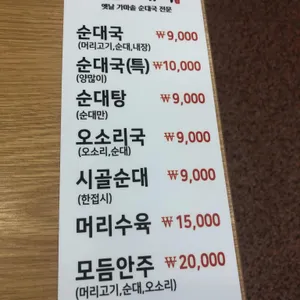 옛날 가마솥 순대국 전문
순대국 ₩9,000
(머리고기,순대,내장)
순대국(특) ₩10,000
(양많이)
순대탕 ₩9,000
(순대만)
오소리국 ₩9,000
(오소리,순대)
시골순대 ₩9,000
(한접시)
머리수육 ₩15,000
모듬안주 ₩20,000
(머리고기,순대,오소리)